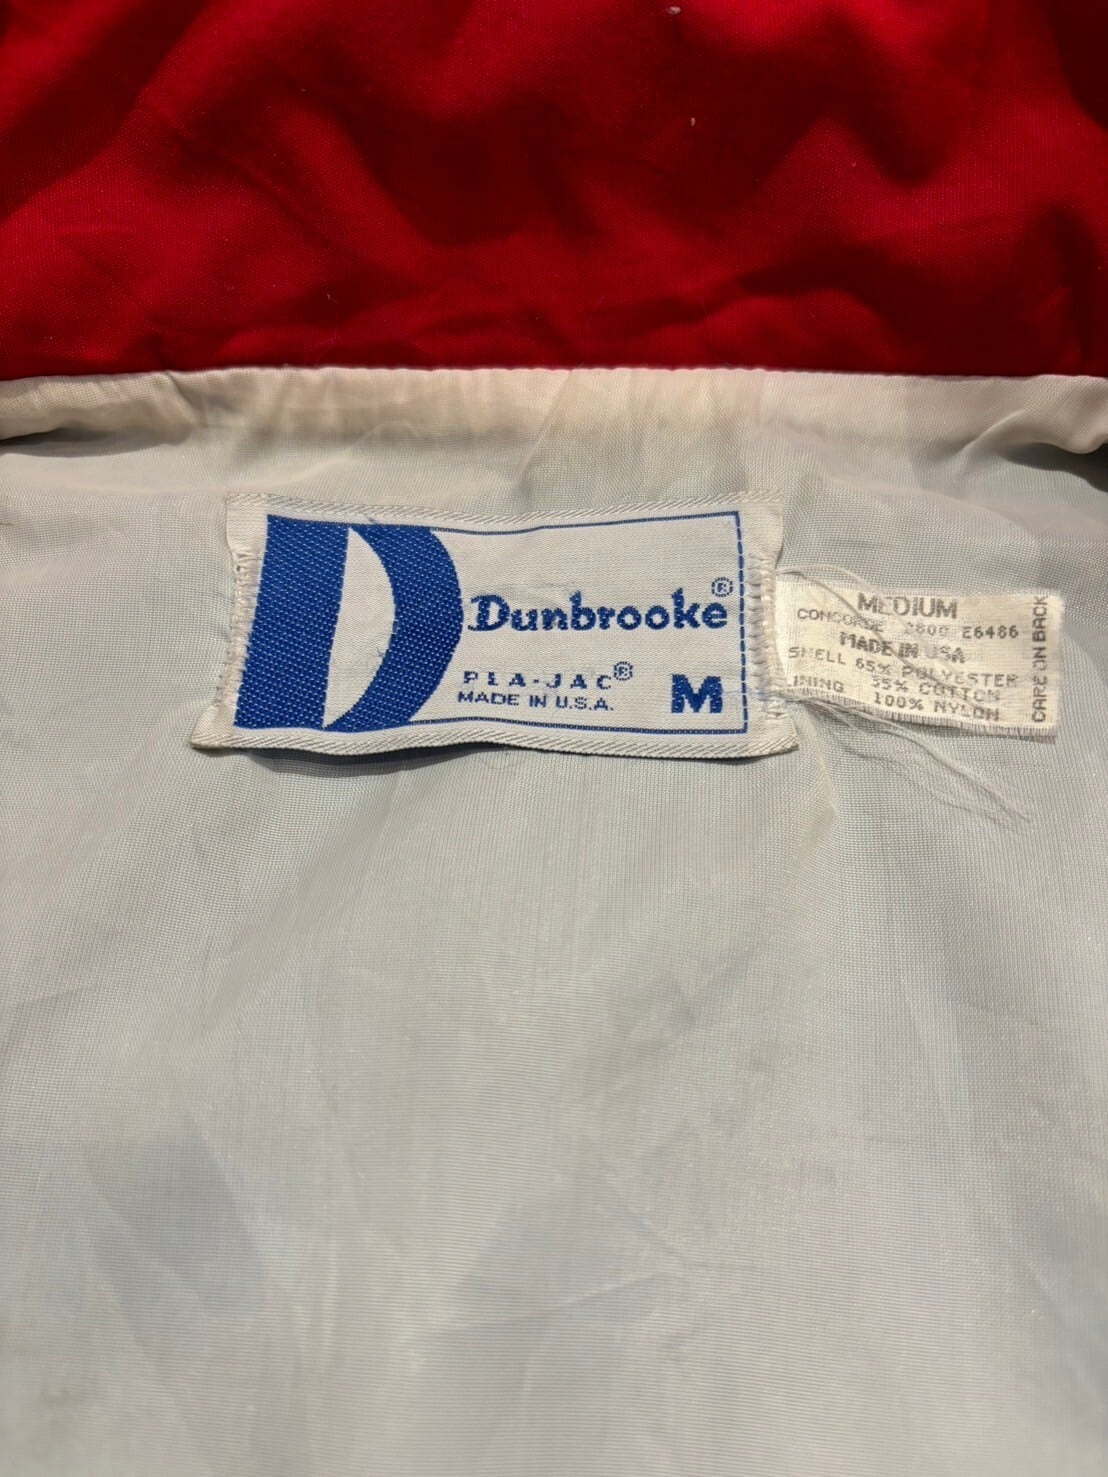 Dunbrooke®
PLA-JAC®
MADE IN U.S.A.
M
MEDIUM
CONCORDE E6486
MADE IN USA
SHELL 65% POLYESTER
35% COTTON
LINING 100% NYLON
CARE ON BACK